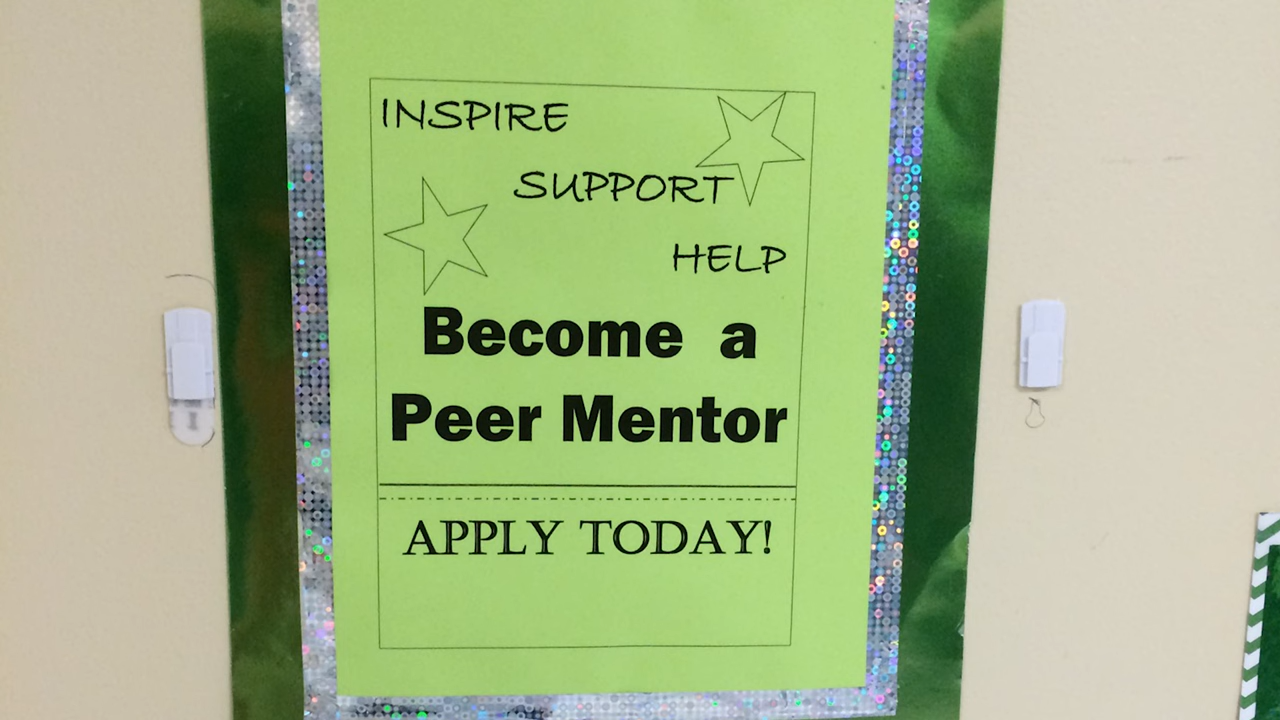 INSPIRE
SUPPORT
HELP
Become a
Peer Mentor
APPLY TODAY!